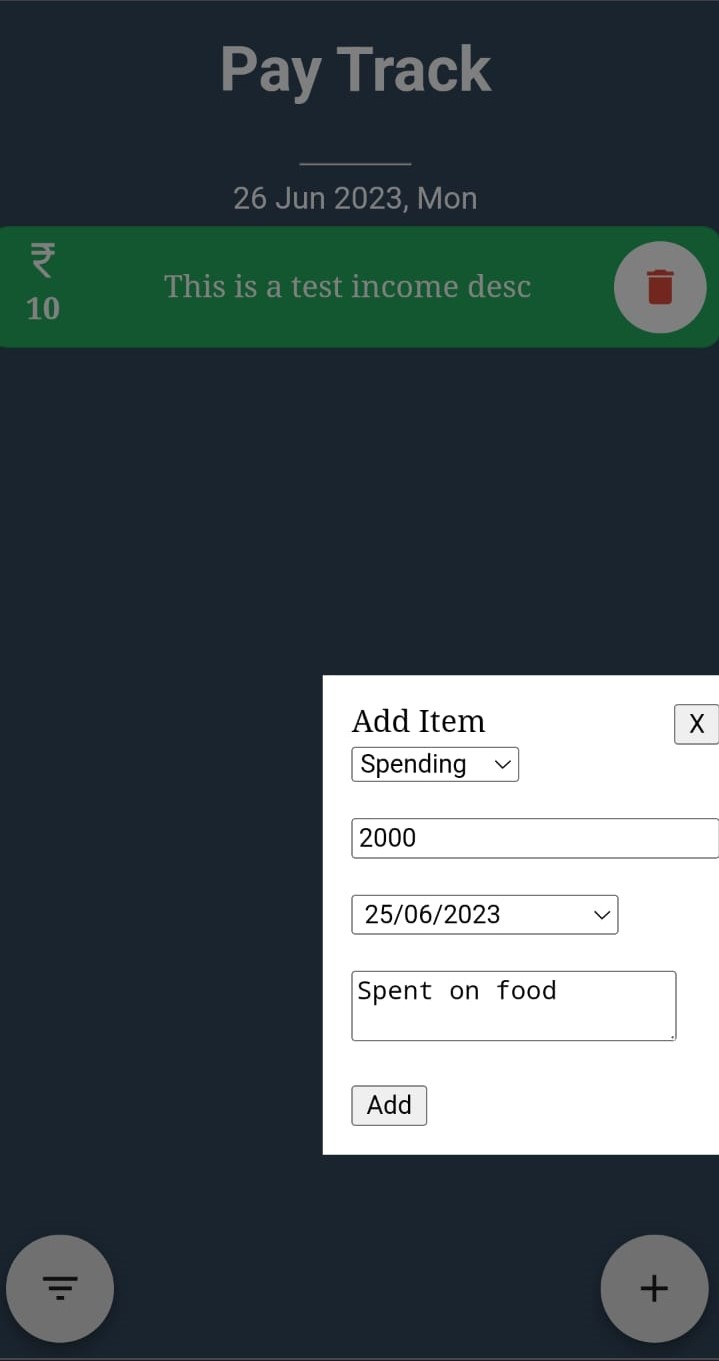 Pay Track
26 Jun 2023, Mon
₹
10
This is a test income desc
Add Item
X
Spending
2000
25/06/2023
Spent on food
Add
+